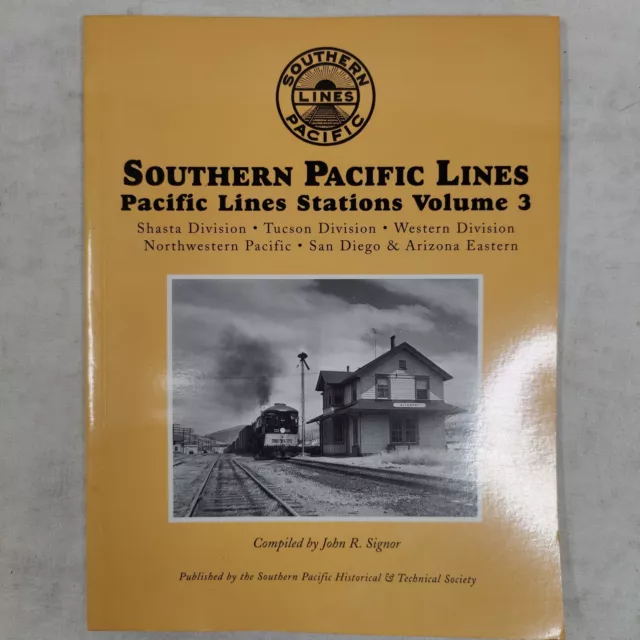 SOUTHERN
LINES
PACIFIC
SOUTHERN PACIFIC LINES
Pacific Lines Stations Volume 3
Shasta Division • Tucson Division • Western Division
Northwestern Pacific • San Diego & Arizona Eastern
Compiled by John R. Signor
Published by the Southern Pacific Historical & Technical Society